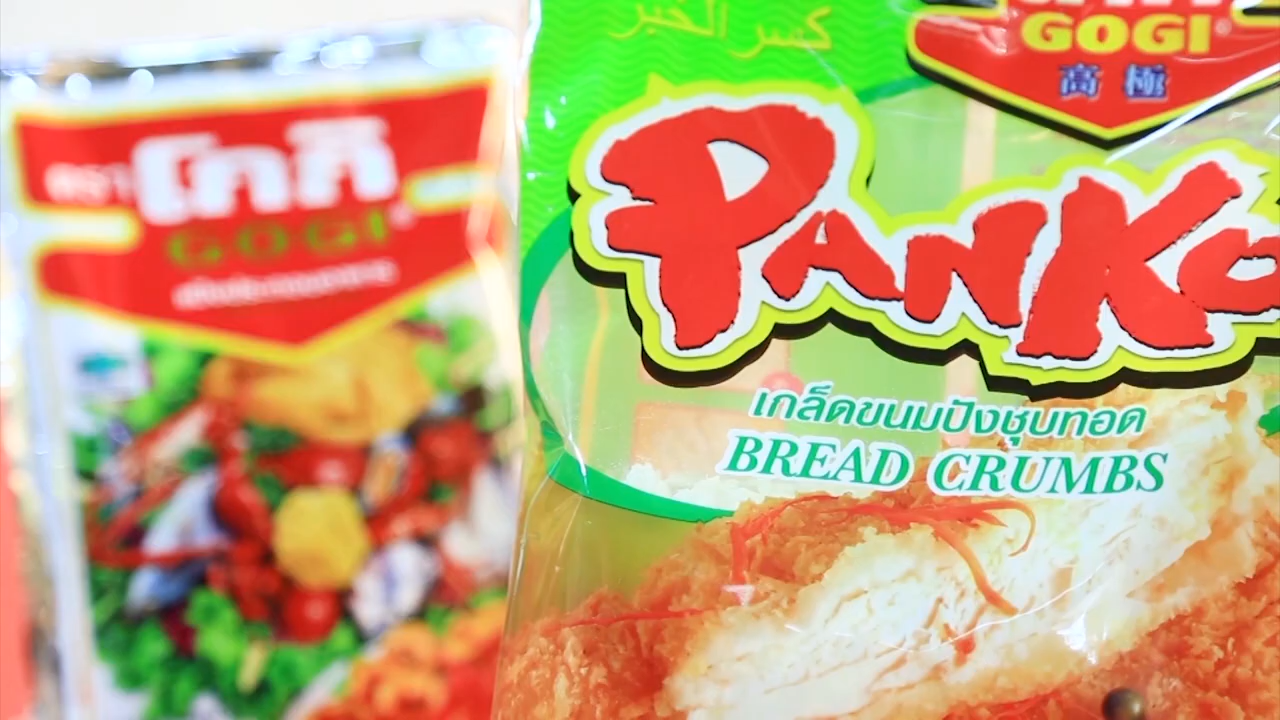 ตรา โกกิ
GOGI
كسر الخبز
GOGI
高 極
PANKO
เกล็ดขนมปังชุบทอด
BREAD CRUMBS